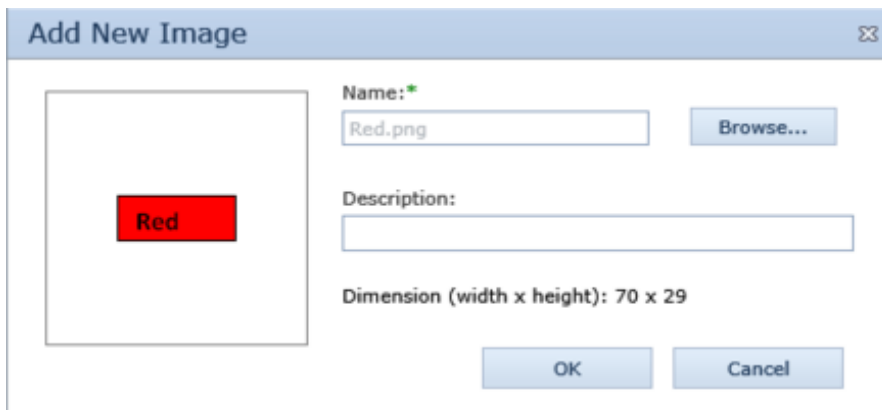 Add New Image
Name:*
Red.png
Browse...
Red
Description:
Dimension (width x height): 70 x 29
OK
Cancel